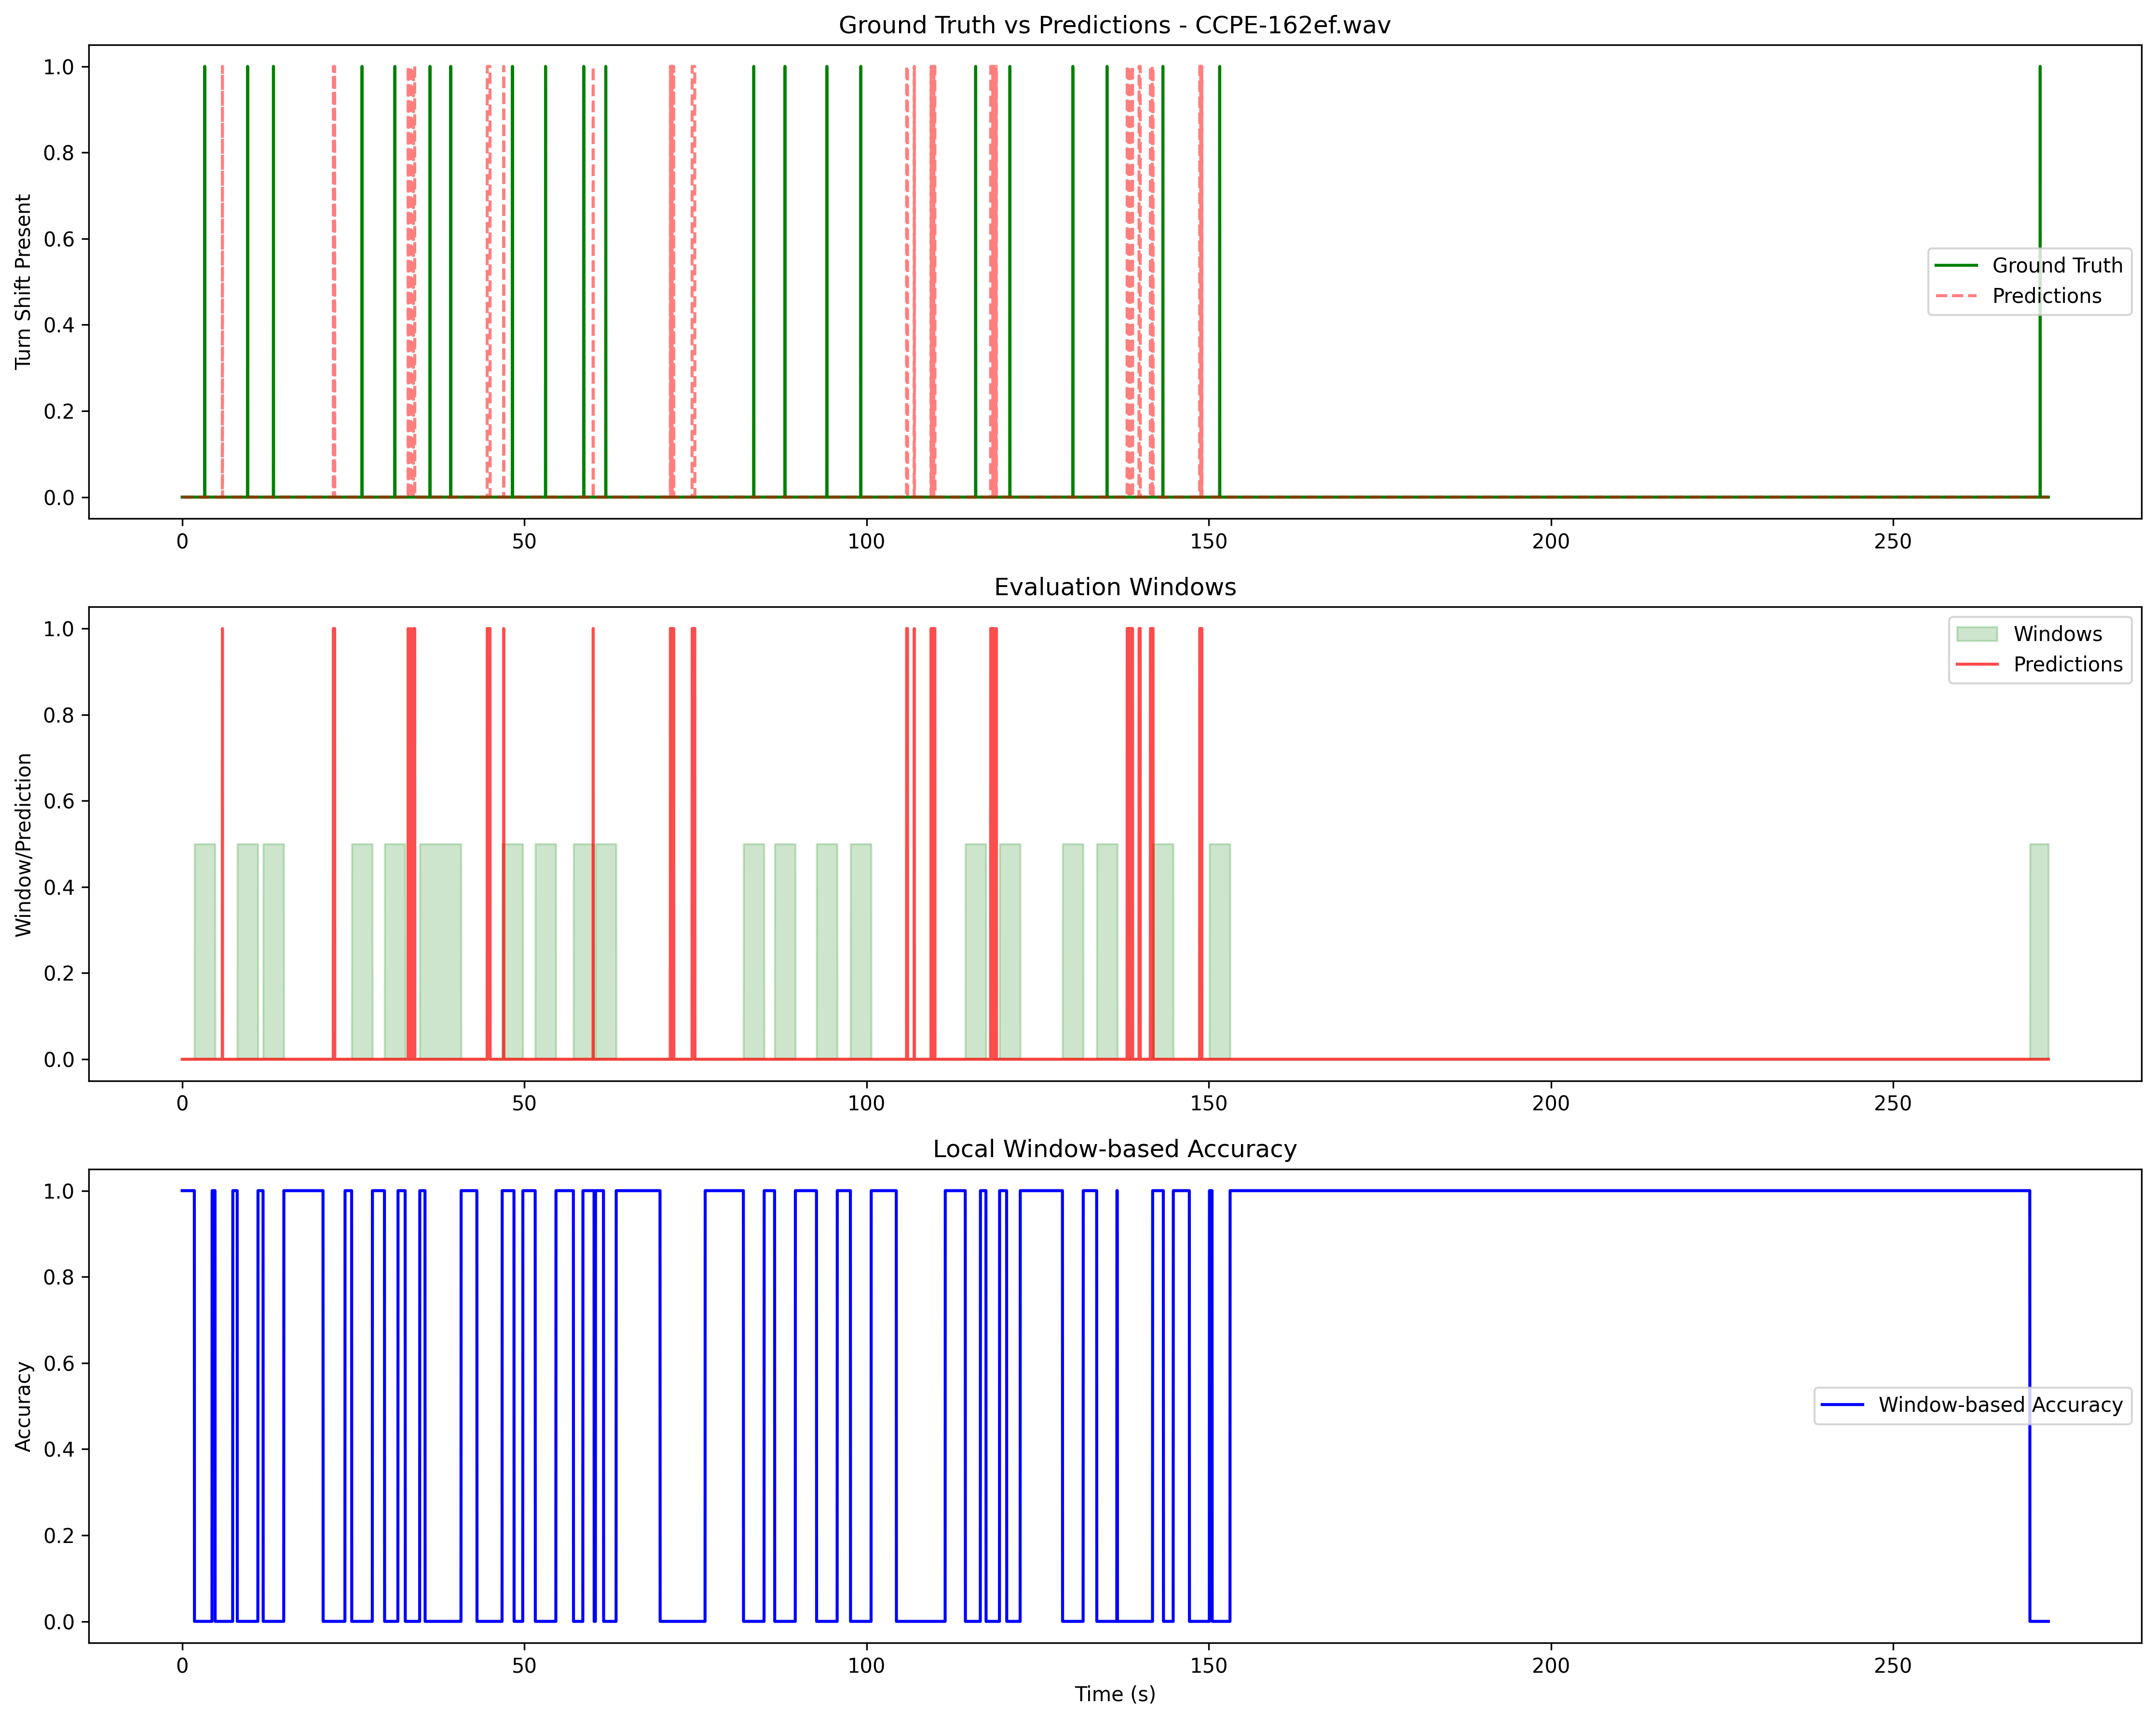 Ground Truth vs Predictions - CCPE-162ef.wav
Turn Shift Present
1.0
0.8
0.6
0.4
0.2
0.0
Ground Truth
Predictions
0 50 100 150 200 250
Evaluation Windows
Window/Prediction
1.0
0.8
0.6
0.4
0.2
0.0
Windows
Predictions
0 50 100 150 200 250
Local Window-based Accuracy
Accuracy
1.0
0.8
0.6
0.4
0.2
0.0
Window-based Accuracy
0 50 100 150 200 250
Time (s)